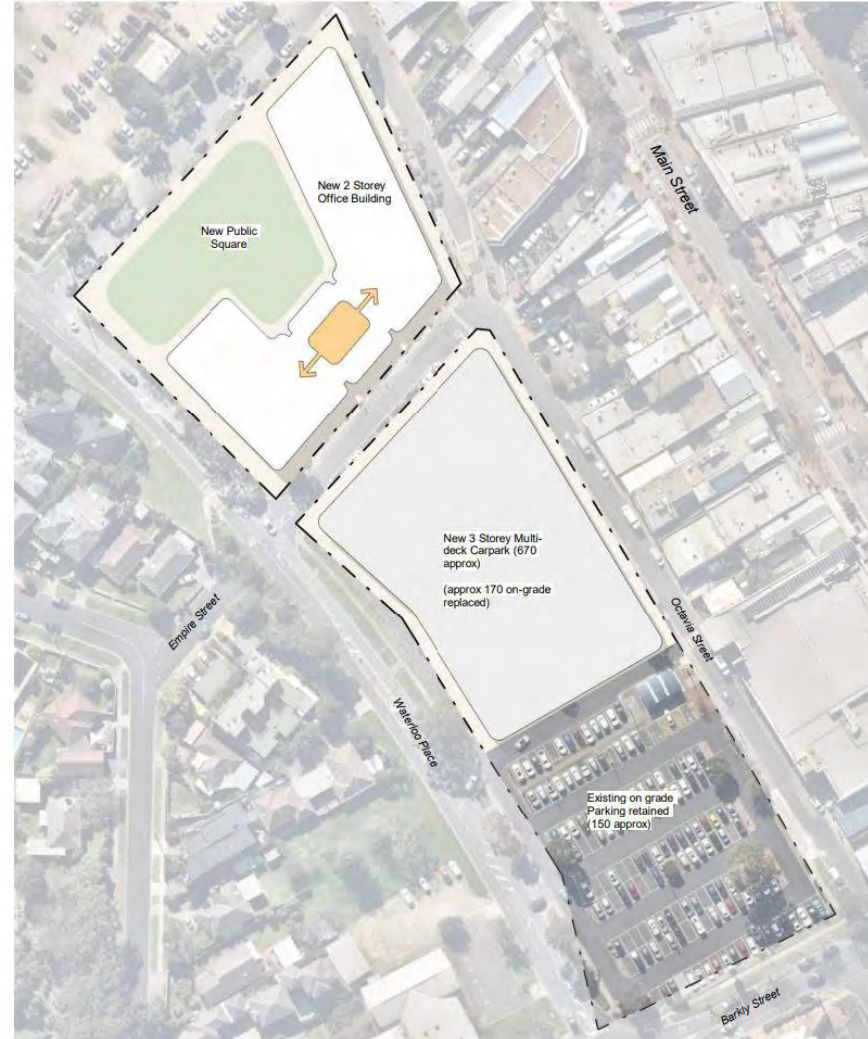 Main Street
New 2 Storey
Office Building
New Public
Square
New 3 Storey Multi-
deck Carpark (670
approx)
(approx 170 on-grade
replaced)
Empire Street
Octavia Street
Waterloo Place
Existing on grade
Parking retained
(150 approx)
Barkly Street